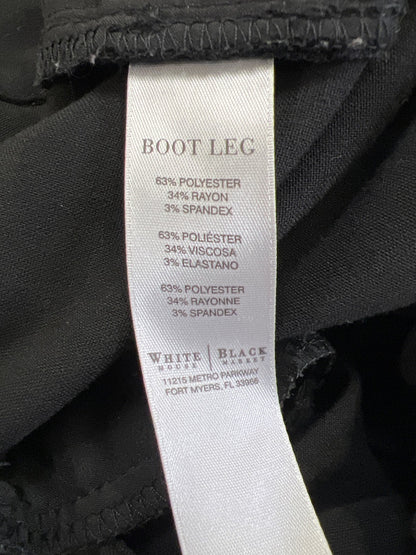 BOOT LEG
63% POLYESTER
34% RAYON
3% SPANDEX
63% POLIÉSTER
34% VISCOSA
3% ELASTANO
63% POLYESTER
34% RAYONNE
3% SPANDEX
WHITE | BLACK
HOUSE | MARKET
11215 METRO PARKWAY
FORT MYERS, FL 33966